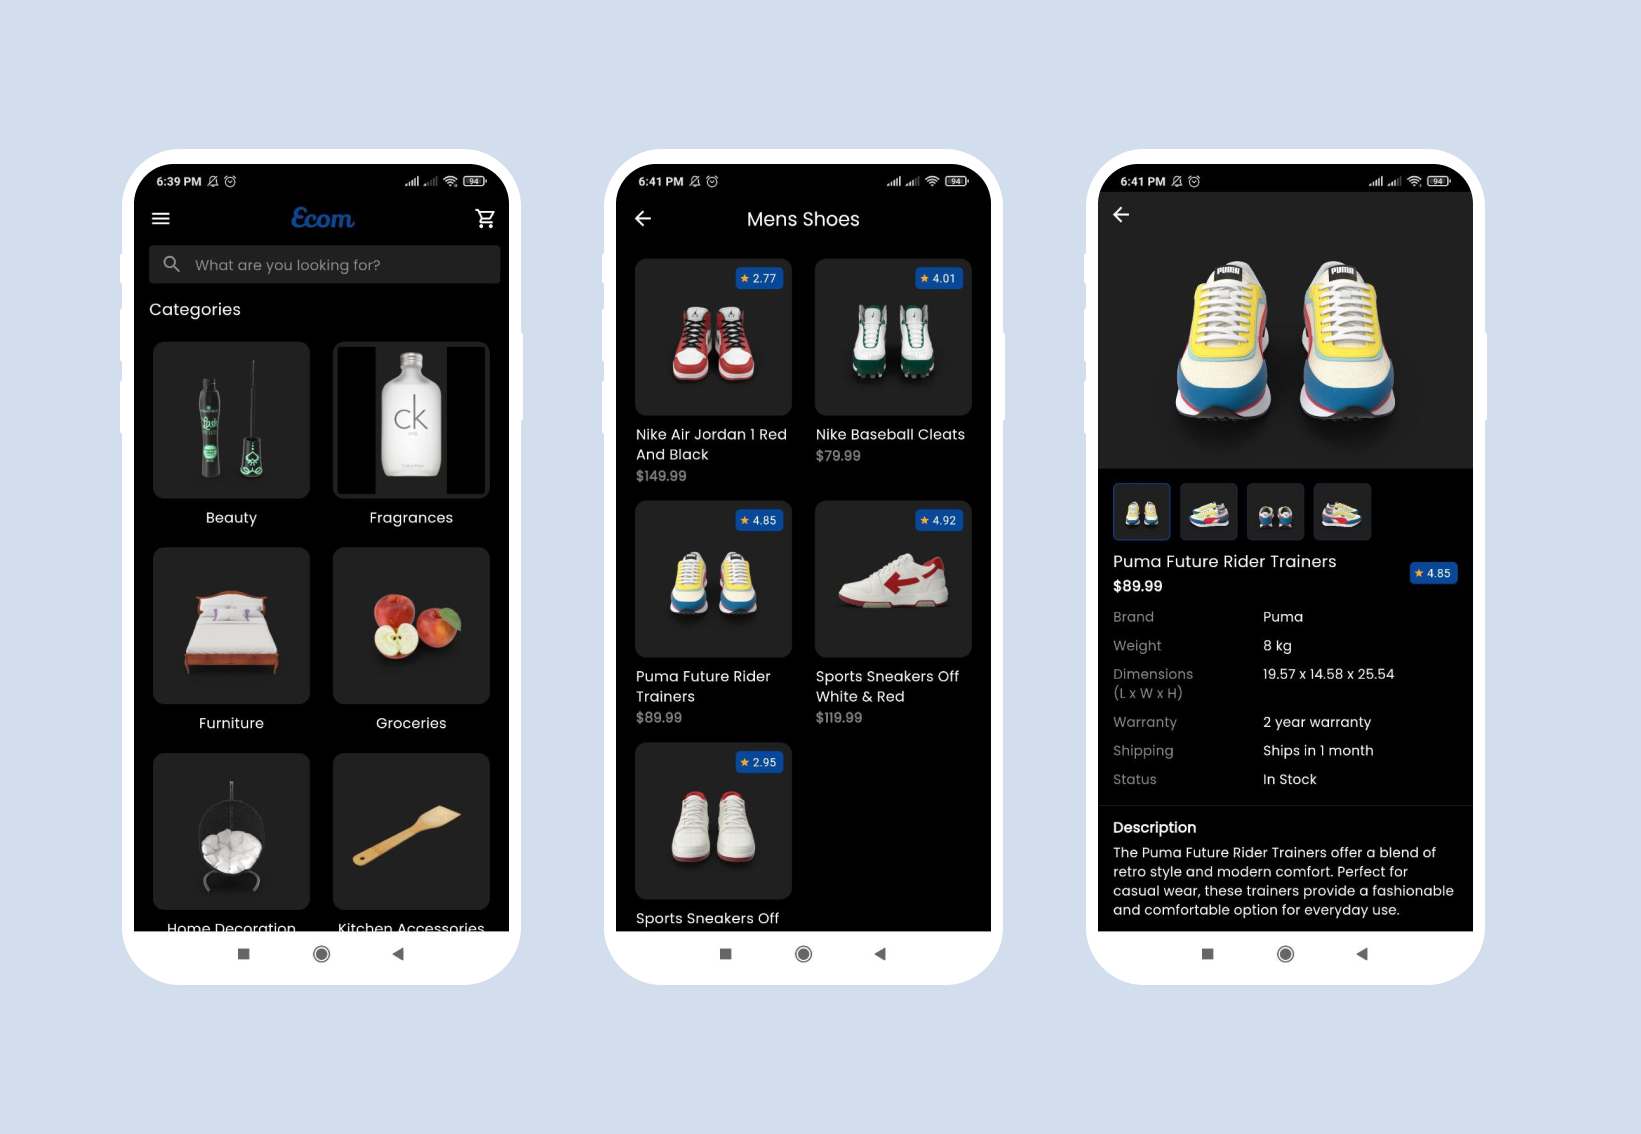 6:39 PM
94
Ecom
What are you looking for?
Categories
ck
one
Beauty
Fragrances
Furniture
Groceries
Home Decoration
Kitchen Accessories
6:41 PM
94
Mens Shoes
2.77
4.01
Nike Air Jordan 1 Red
And Black
$149.99
Nike Baseball Cleats
$79.99
4.85
4.92
Puma Future Rider
Trainers
$89.99
Sports Sneakers Off
White & Red
$119.99
2.95
Sports Sneakers Off
6:41 PM
94
PUMA
PUMA
Puma Future Rider Trainers
$89.99
4.85
Brand Puma
Weight 8 kg
Dimensions 19.57 x 14.58 x 25.54
(L x W x H)
Warranty 2 year warranty
Shipping Ships in 1 month
Status In Stock
Description
The Puma Future Rider Trainers offer a blend of
retro style and modern comfort. Perfect for
casual wear, these trainers provide a fashionable
and comfortable option for everyday use.